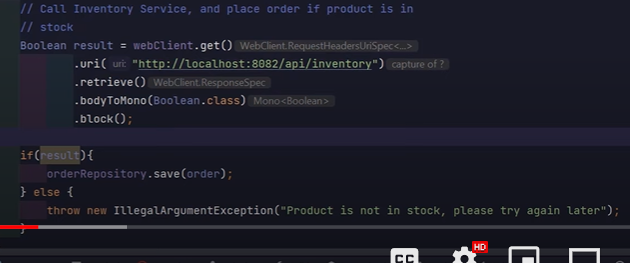 // Call Inventory Service, and place order if product is in
// stock
Boolean result = webClient.get() WebClient.RequestHeadersUriSpec<...>
.uri( uri: "http://localhost:8082/api/inventory") capture of ?
.retrieve() WebClient.ResponseSpec
.bodyToMono(Boolean.class) Mono<Boolean>
.block();
if(result){
orderRepository.save(order);
} else {
throw new IllegalArgumentException("Product is not in stock, please try again later");
}
CC HD